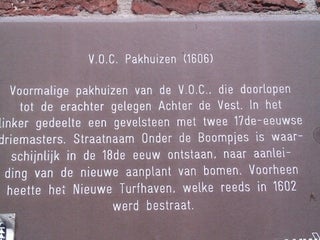 V.O.C. Pakhuizen (1606)
Voormalige pakhuizen van de V.O.C., die doorlopen
tot de erachter gelegen Achter de Vest. In het
linker gedeelte een gevelsteen met twee 17de-eeuwse
driemasters. Straatnaam Onder de Boompjes is waar-
schijnlijk in de 18de eeuw ontstaan, naar aanlei-
ding van de nieuwe aanplant van bomen. Voorheen
heette het Nieuwe Turfhaven, welke reeds in 1602
werd bestraat.